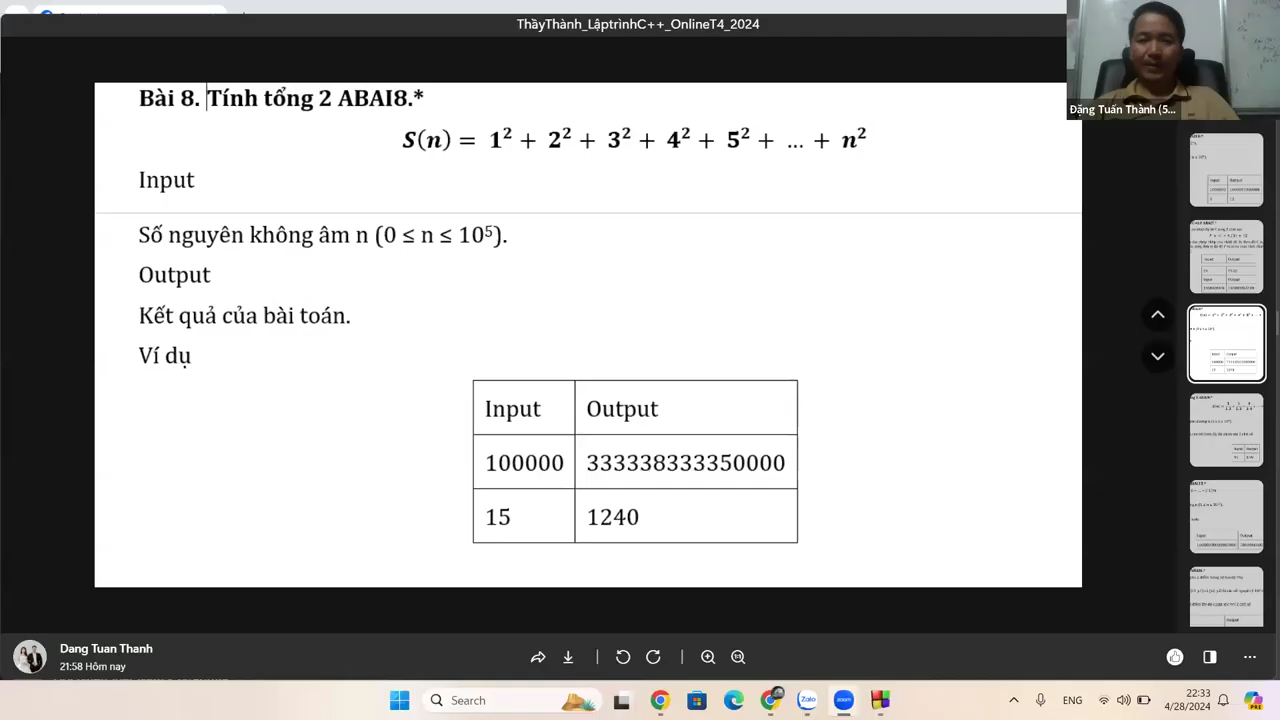 ThầyThành_LậptrìnhC++_OnlineT4_2024
Đặng Tuấn Thành (5...
Bài 8. Tính tổng 2 ABAI8.*
S(n) = 1² + 2² + 3² + 4² + 5² + ... + n²
Input
Số nguyên không âm n (0 ≤ n ≤ 10⁵).
Output
Kết quả của bài toán.
Ví dụ
Input Output
100000 333338333350000
15 1240
Dang Tuan Thanh
21:58 Hôm nay
Search
ENG
22:33
4/28/2024